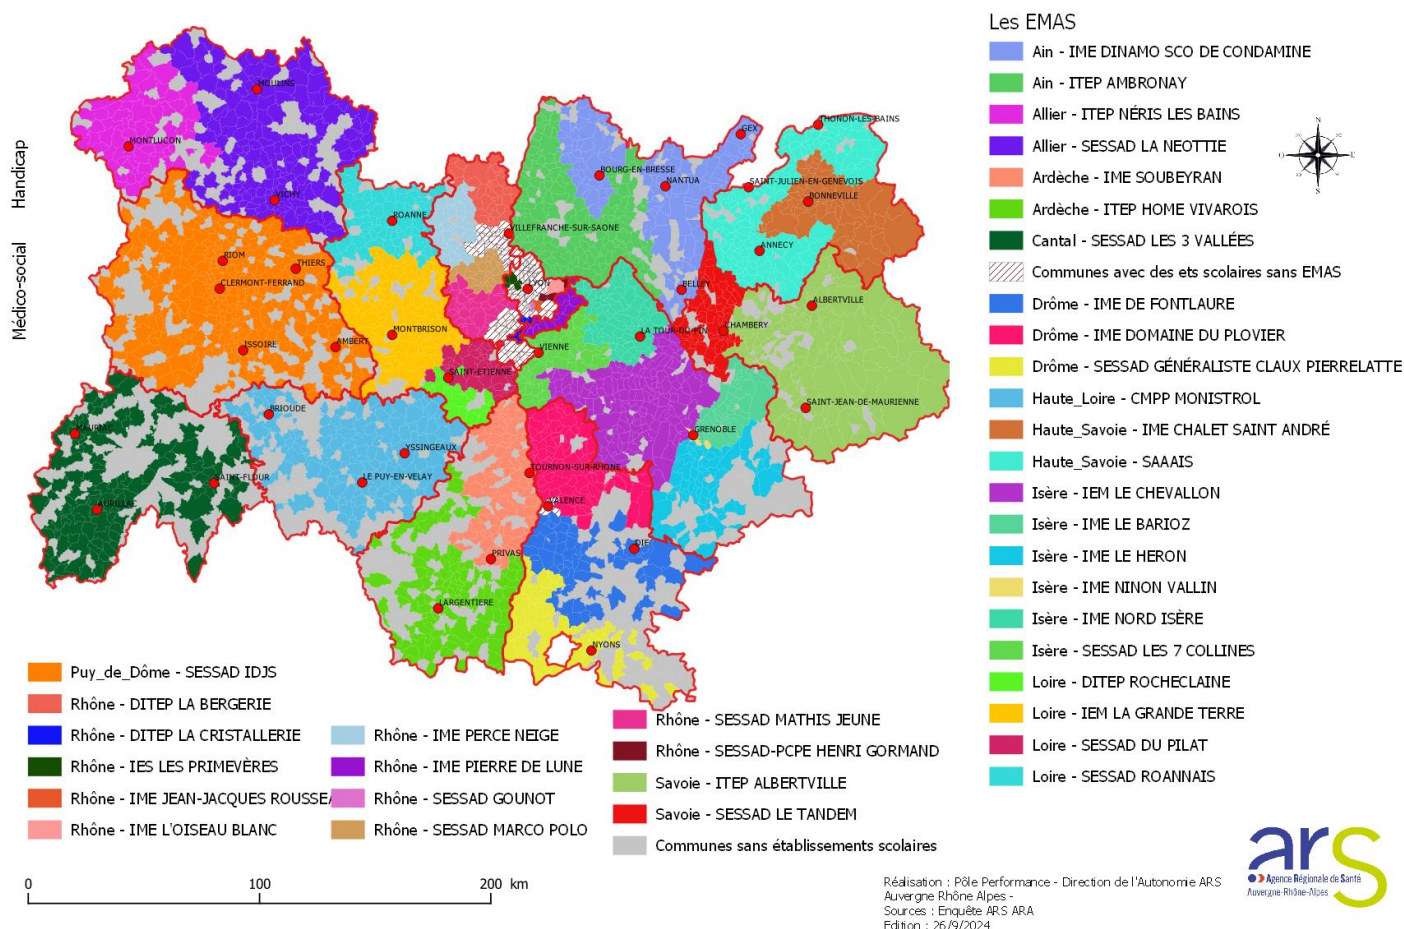 Handicap
Médico-social
Les EMAS
Ain - IME DINAMO SCO DE CONDAMINE
Ain - ITEP AMBRONAY
Allier - ITEP NÉRIS LES BAINS
Allier - SESSAD LA NEOTTIE
Ardèche - IME SOUBEYRAN
Ardèche - ITEP HOME VIVAROIS
Cantal - SESSAD LES 3 VALLÉES
Communes avec des ets scolaires sans EMAS
Drôme - IME DE FONTLAURE
Drôme - IME DOMAINE DU PLOVIER
Drôme - SESSAD GÉNÉRALISTE CLAUX PIERRELATTE
Haute_Loire - CMPP MONISTROL
Haute_Savoie - IME CHALET SAINT ANDRÉ
Haute_Savoie - SAAAIS
Isère - IEM LE CHEVALLON
Isère - IME LE BARIOZ
Isère - IME LE HERON
Isère - IME NINON VALLIN
Isère - IME NORD ISÈRE
Isère - SESSAD LES 7 COLLINES
Loire - DITEP ROCHECLAINE
Loire - IEM LA GRANDE TERRE
Loire - SESSAD DU PILAT
Loire - SESSAD ROANNAIS
N
O
E
S
MOULINS
MONTLUCON
VICHY
RIOM
THIERS
CLERMONT-FERRAND
ISSOIRE
AMBERT
ROANNE
MONTBRISON
SAINT-ETIENNE
VILLEFRANCHE-SUR-SAONE
LYON
VIENNE
LA TOUR-DU-PIN
BOURG-EN-BRESSE
NANTUA
GEX
BELLEY
THONON-LES-BAINS
SAINT-JULIEN-EN-GENEVOIS
BONNEVILLE
ANNECY
ALBERTVILLE
CHAMBERY
SAINT-JEAN-DE-MAURIENNE
GRENOBLE
BRIOUDE
YSSINGEAUX
LE PUY-EN-VELAY
MAURIAC
SAINT-FLOUR
AURILLAC
TOURNON-SUR-RHONE
VALENCE
PRIVAS
DIE
LARGENTIERE
NYONS
Puy_de_Dôme - SESSAD IDJS
Rhône - DITEP LA BERGERIE
Rhône - DITEP LA CRISTALLERIE
Rhône - IES LES PRIMEVÈRES
Rhône - IME JEAN-JACQUES ROUSSEA
Rhône - IME L'OISEAU BLANC
Rhône - IME PERCE NEIGE
Rhône - IME PIERRE DE LUNE
Rhône - SESSAD GOUNOT
Rhône - SESSAD MARCO POLO
Rhône - SESSAD MATHIS JEUNE
Rhône - SESSAD-PCPE HENRI GORMAND
Savoie - ITEP ALBERTVILLE
Savoie - SESSAD LE TANDEM
Communes sans établissements scolaires
0 100 200 km
Réalisation : Pôle Performance - Direction de l'Autonomie ARS
Auvergne Rhône Alpes -
Sources : Enquête ARS ARA
Edition : 26/9/2024
ars
Agence Régionale de Santé
Auvergne-Rhône-Alpes